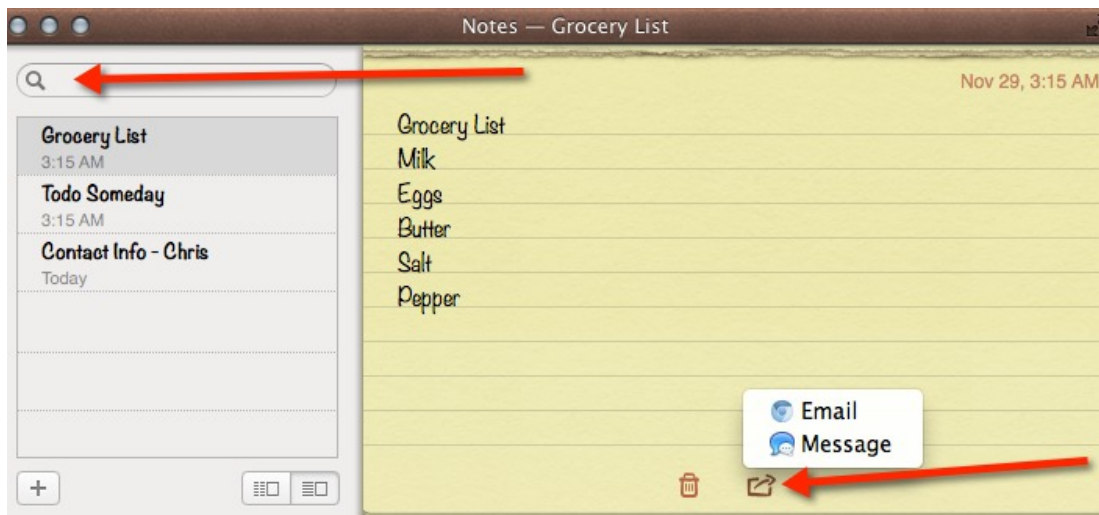 Notes — Grocery List
Grocery List
3:15 AM
Todo Someday
3:15 AM
Contact Info - Chris
Today
Nov 29, 3:15 AM
Grocery List
Milk
Eggs
Butter
Salt
Pepper
Email
Message